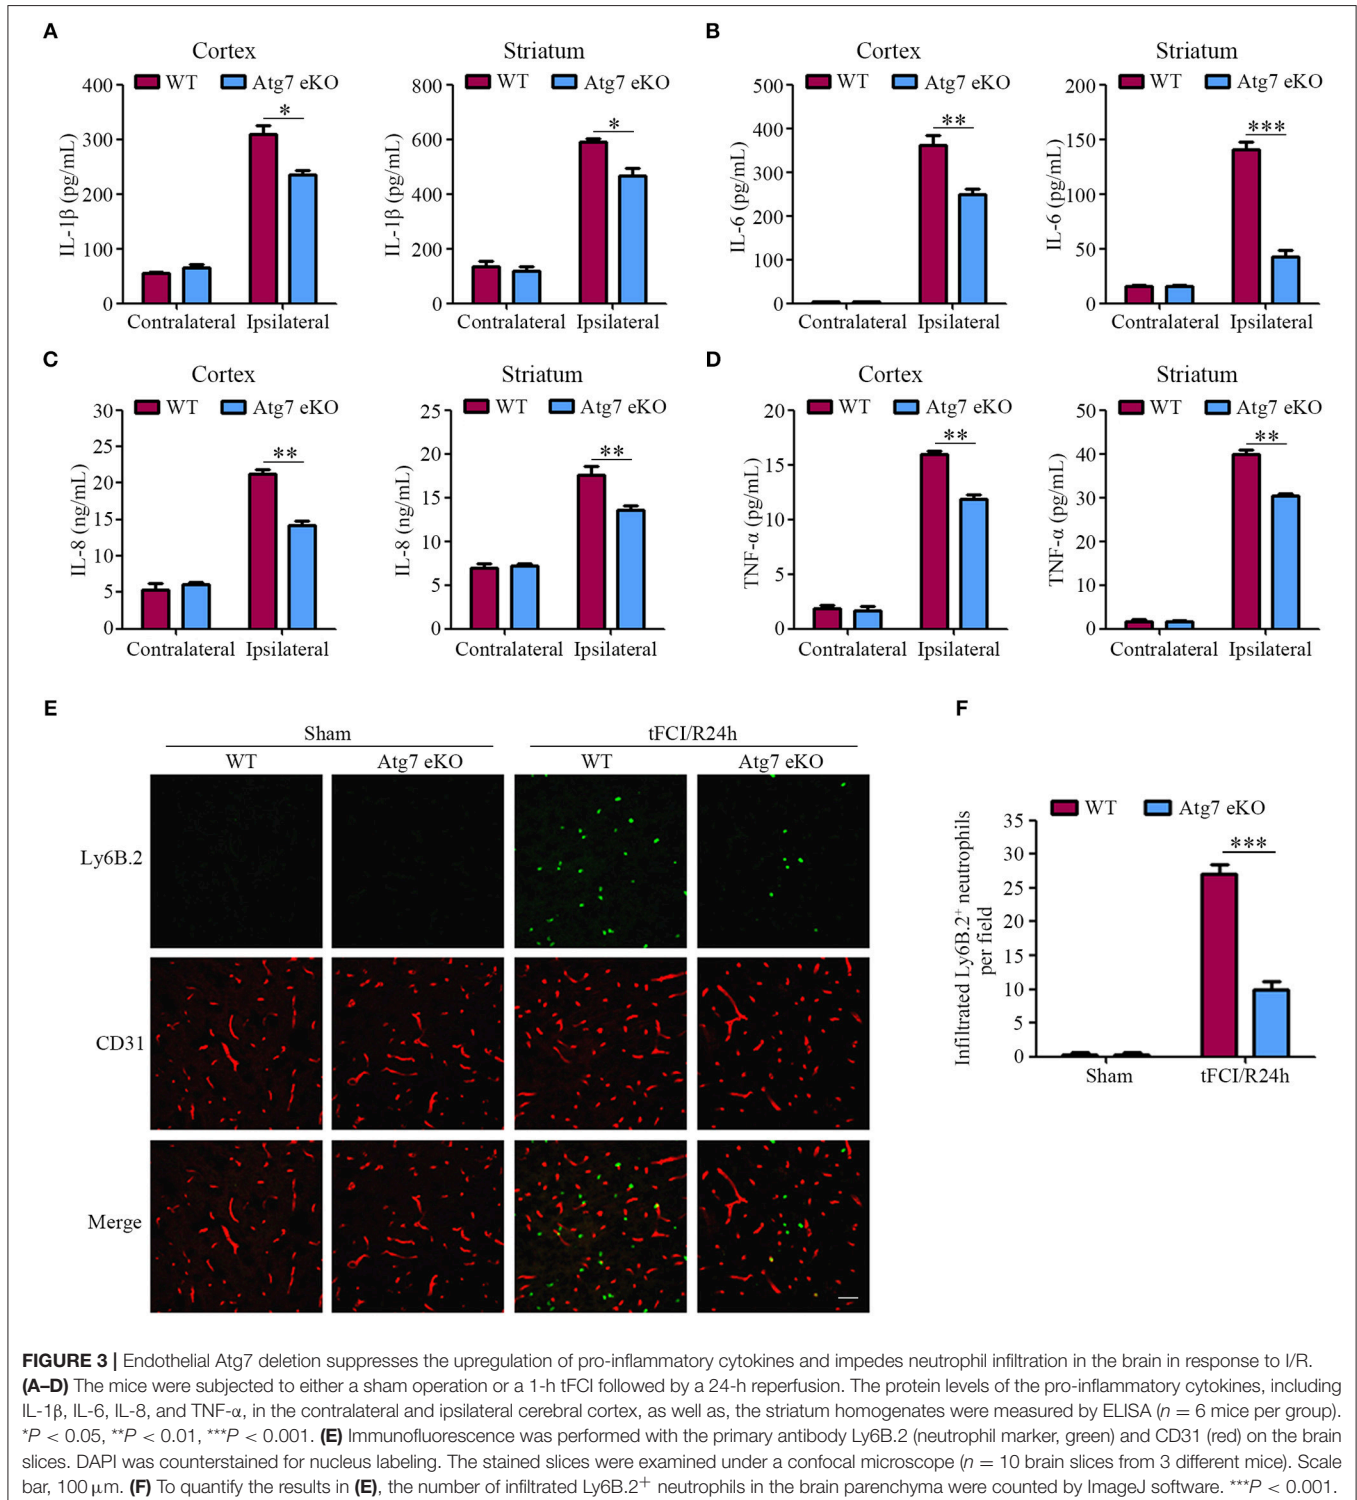 A
Cortex
WT Atg7 eKO
IL-1β (pg/mL)
400
300
200
100
0
*
Contralateral Ipsilateral
Striatum
WT Atg7 eKO
IL-1β (pg/mL)
800
600
400
200
0
*
Contralateral Ipsilateral
B
Cortex
WT Atg7 eKO
IL-6 (pg/mL)
500
400
300
200
100
0
**
Contralateral Ipsilateral
Striatum
WT Atg7 eKO
IL-6 (pg/mL)
200
150
100
50
0
***
Contralateral Ipsilateral
C
Cortex
WT Atg7 eKO
IL-8 (ng/mL)
30
25
20
15
10
5
0
**
Contralateral Ipsilateral
Striatum
WT Atg7 eKO
IL-8 (ng/mL)
25
20
15
10
5
0
**
Contralateral Ipsilateral
D
Cortex
WT Atg7 eKO
TNF-α (pg/mL)
20
15
10
5
0
**
Contralateral Ipsilateral
Striatum
WT Atg7 eKO
TNF-α (pg/mL)
50
40
30
20
10
0
**
Contralateral Ipsilateral
E
Sham tFCI/R24h
WT Atg7 eKO WT Atg7 eKO
Ly6B.2
CD31
Merge
F
WT Atg7 eKO
Infiltrated Ly6B.2⁺ neutrophils
per field
35
30
25
20
15
10
5
0
***
Sham tFCI/R24h
FIGURE 3 | Endothelial Atg7 deletion suppresses the upregulation of pro-inflammatory cytokines and impedes neutrophil infiltration in the brain in response to I/R.
(A–D) The mice were subjected to either a sham operation or a 1-h tFCI followed by a 24-h reperfusion. The protein levels of the pro-inflammatory cytokines, including
IL-1β, IL-6, IL-8, and TNF-α, in the contralateral and ipsilateral cerebral cortex, as well as, the striatum homogenates were measured by ELISA (n = 6 mice per group).
*P < 0.05, **P < 0.01, ***P < 0.001. (E) Immunofluorescence was performed with the primary antibody Ly6B.2 (neutrophil marker, green) and CD31 (red) on the brain
slices. DAPI was counterstained for nucleus labeling. The stained slices were examined under a confocal microscope (n = 10 brain slices from 3 different mice). Scale
bar, 100 μm. (F) To quantify the results in (E), the number of infiltrated Ly6B.2⁺ neutrophils in the brain parenchyma were counted by ImageJ software. ***P < 0.001.